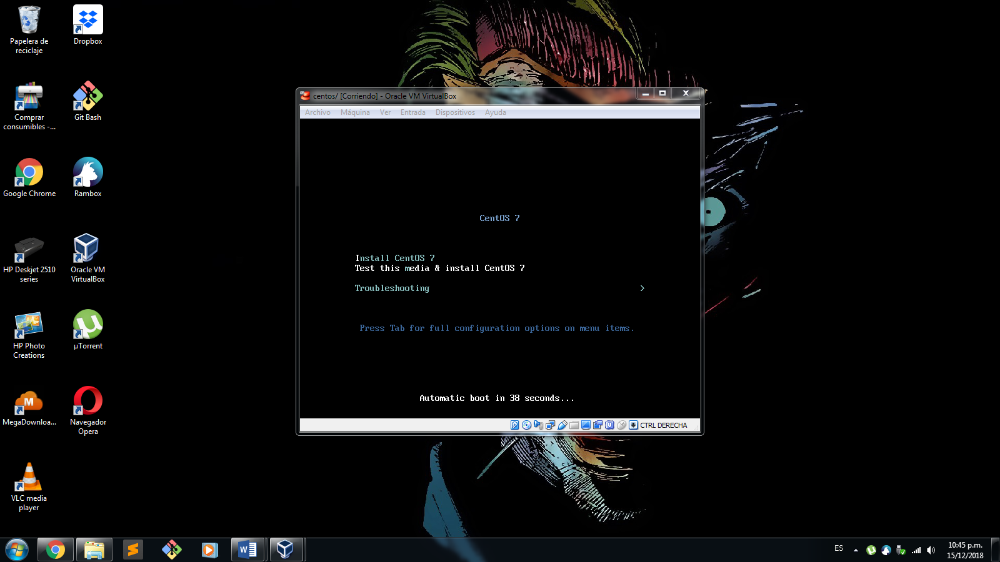 Papelera de
reciclaje
Dropbox
Comprar
consumibles -...
Git Bash
Google Chrome
Rambox
HP Deskjet 2510
series
Oracle VM
VirtualBox
HP Photo
Creations
µTorrent
MegaDownloa...
Navegador
Opera
VLC media
player
centos/ [Corriendo] - Oracle VM VirtualBox
Archivo Máquina Ver Entrada Dispositivos Ayuda
CentOS 7
Install CentOS 7
Test this media & install CentOS 7
Troubleshooting >
Press Tab for full configuration options on menu items.
Automatic boot in 38 seconds...
CTRL DERECHA
ES
10:45 p.m.
15/12/2018